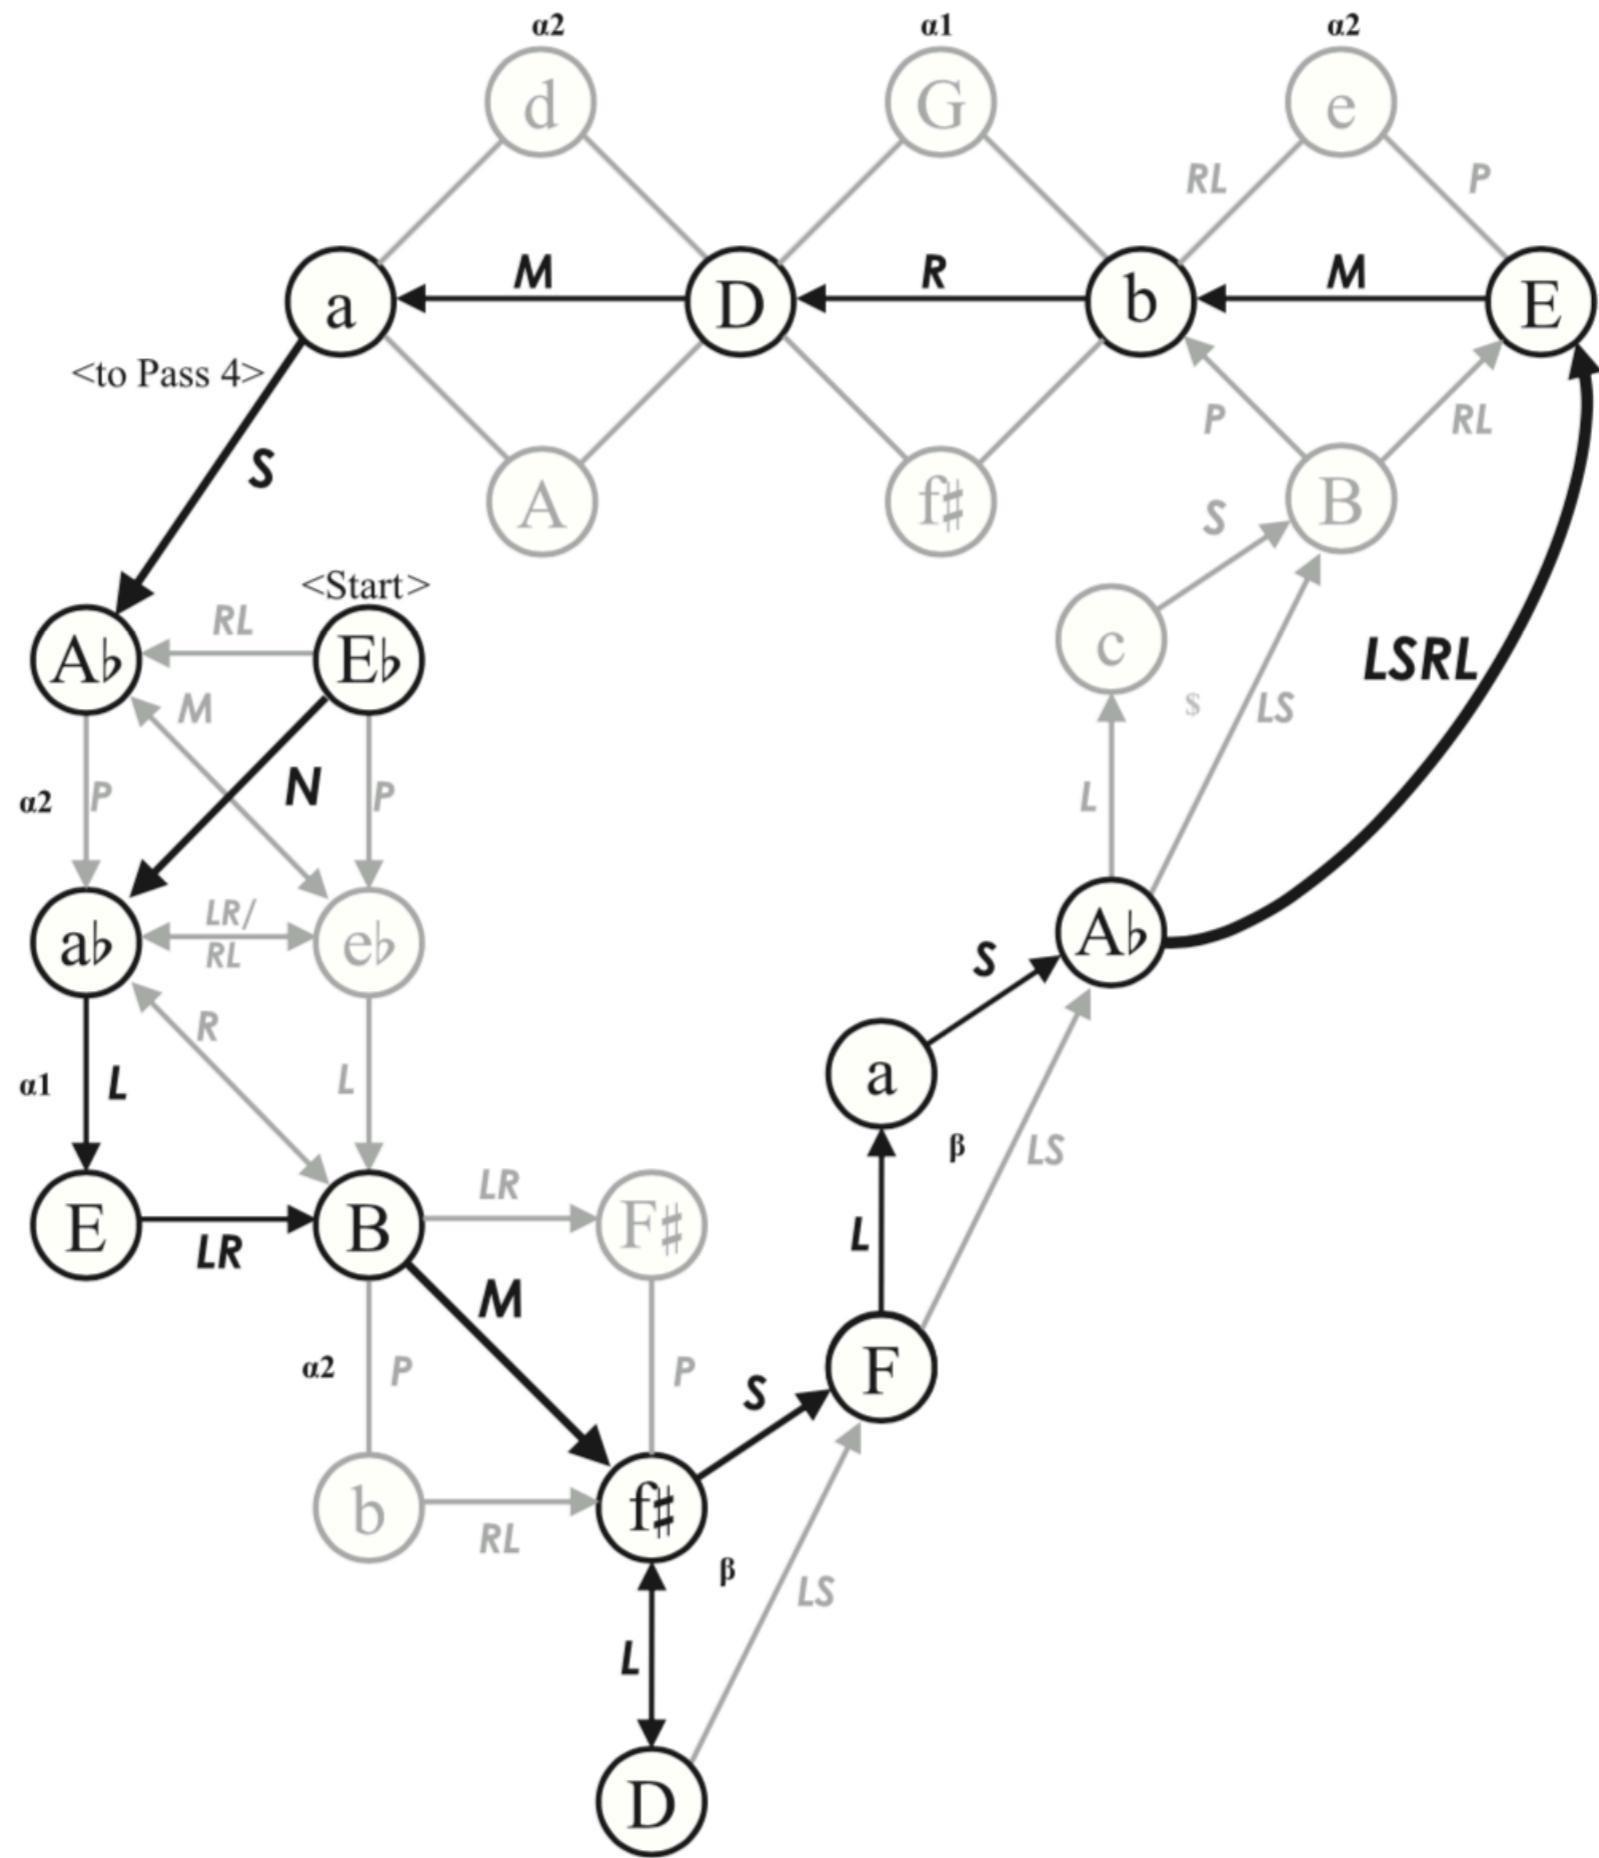 α2 α1 α2
d G e
RL P
M R M
a D b E
<to Pass 4>
P RL
S
A f♯ B
S
<Start>
RL
A♭ E♭ c
LSRL
M $ LS
N
α2 P P L
LR/
a♭ e♭ A♭
RL
S
R
a
α1 L L
β LS
LR
E B F♯
LR L
M
α2 P P S F
b f♯
RL
β LS
L
D